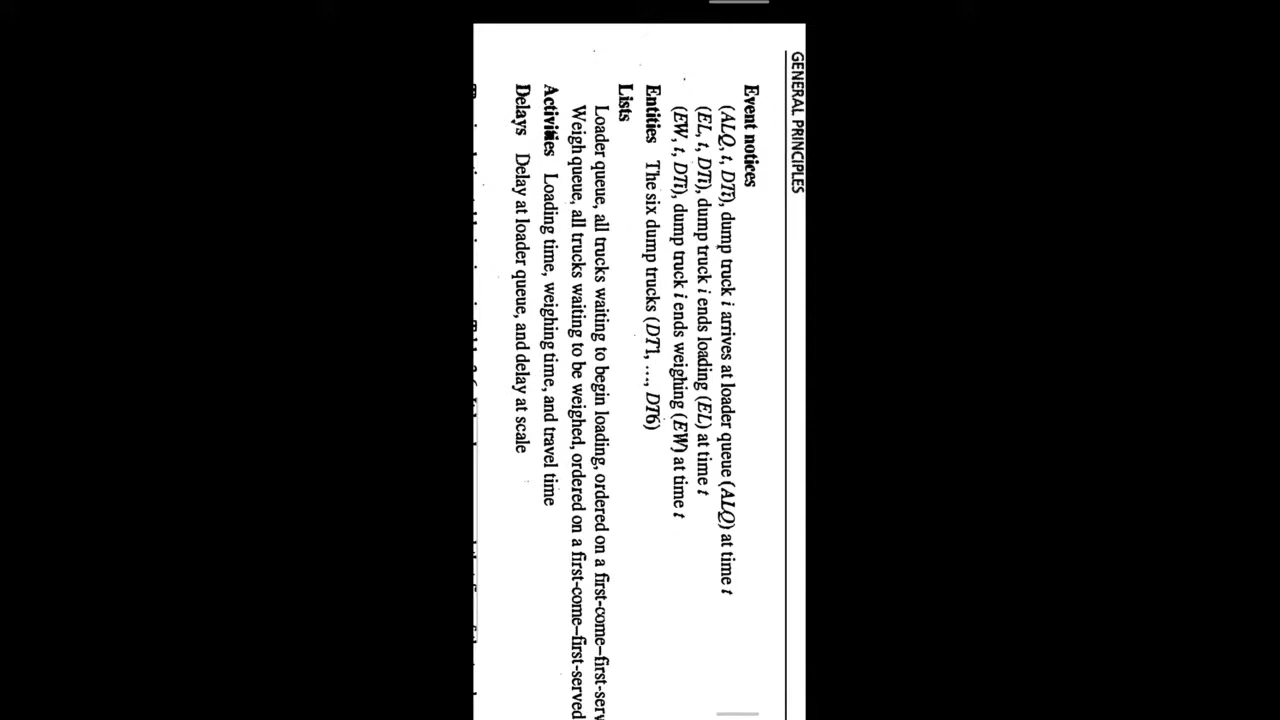 GENERAL PRINCIPLES
Event notices
(ALQ, t, DTi), dump truck i arrives at loader queue (ALQ) at time t
(EL, t, DTi), dump truck i ends loading (EL) at time t
(EW, t, DTi), dump truck i ends weighing (EW) at time t
Entities The six dump trucks (DT1, ..., DT6)
Lists
Loader queue, all trucks waiting to begin loading, ordered on a first-come–first-serv
Weigh queue, all trucks waiting to be weighed, ordered on a first-come–first-served
Activities Loading time, weighing time, and travel time
Delays Delay at loader queue, and delay at scale